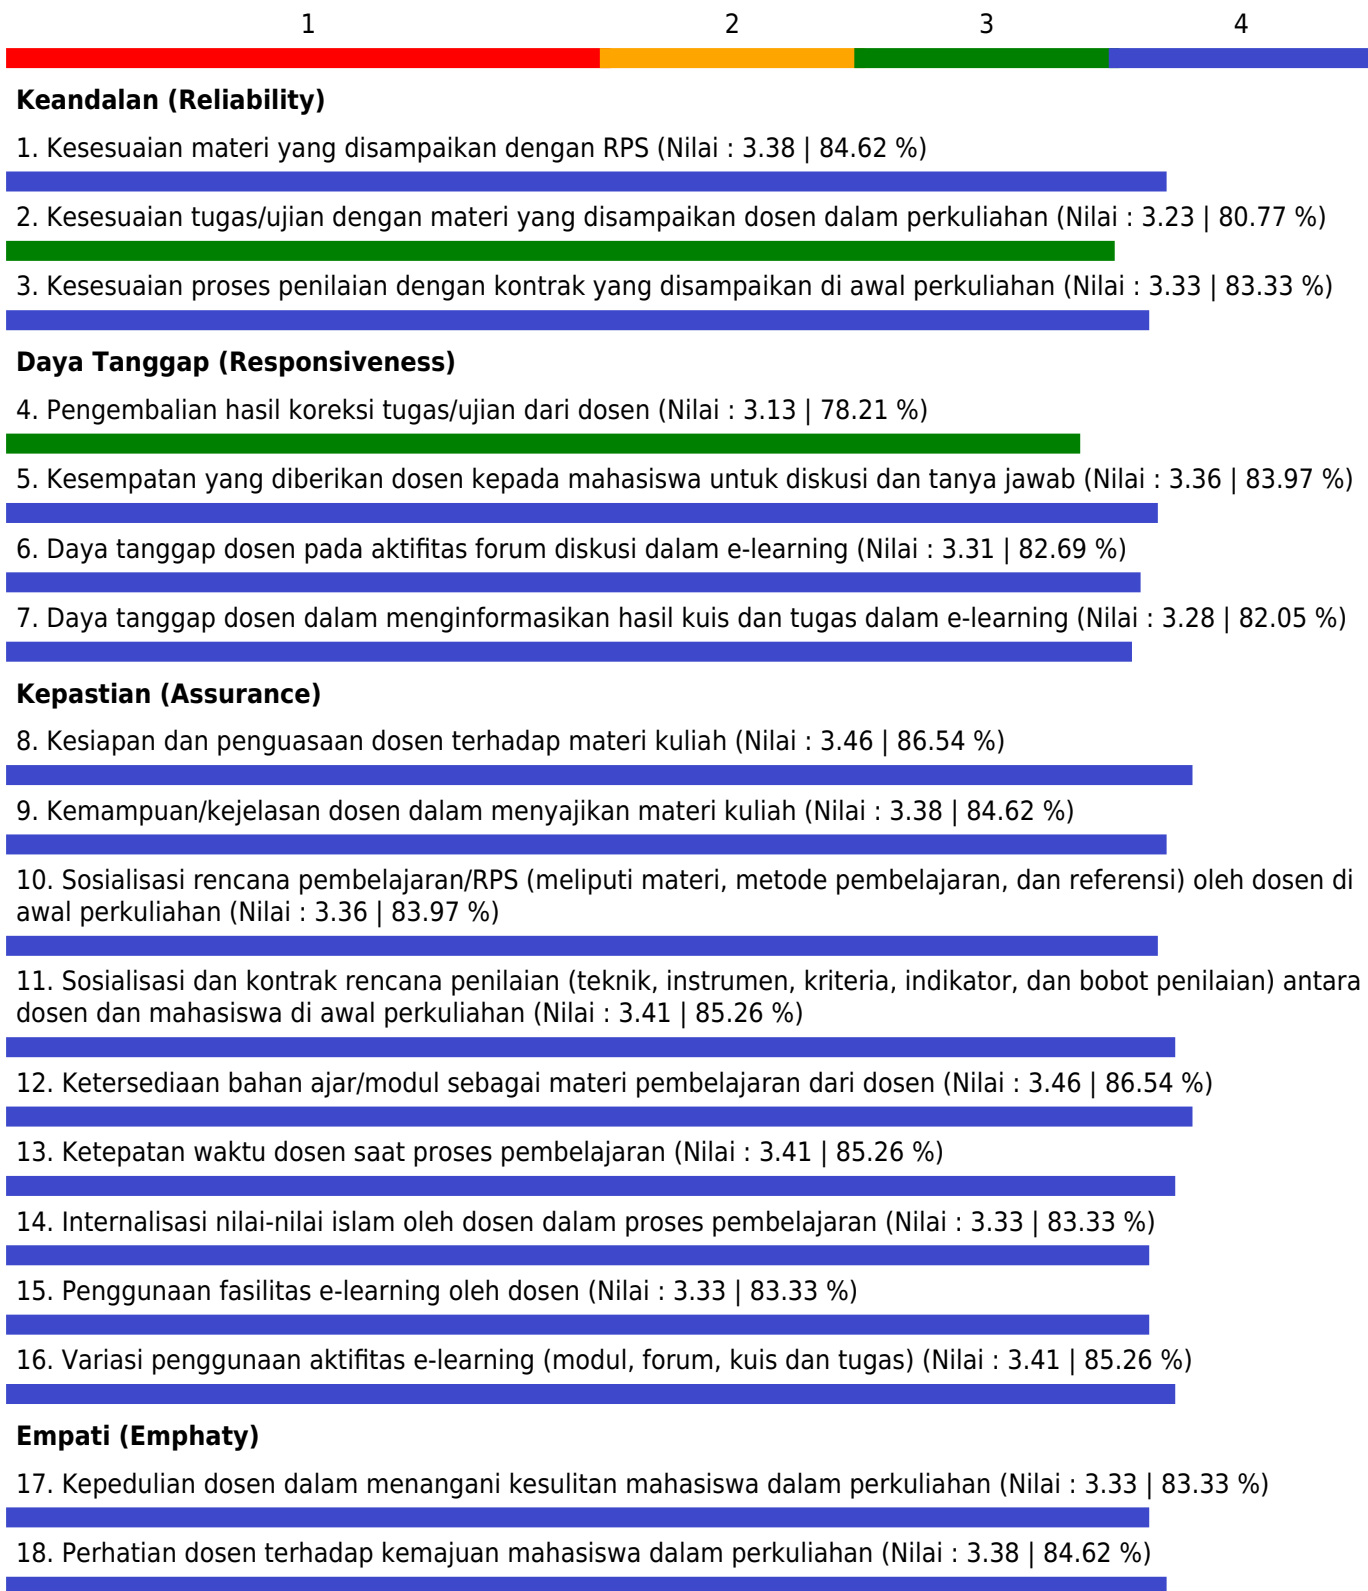 1 2 3 4
Keandalan (Reliability)
1. Kesesuaian materi yang disampaikan dengan RPS (Nilai : 3.38 | 84.62 %)
2. Kesesuaian tugas/ujian dengan materi yang disampaikan dosen dalam perkuliahan (Nilai : 3.23 | 80.77 %)
3. Kesesuaian proses penilaian dengan kontrak yang disampaikan di awal perkuliahan (Nilai : 3.33 | 83.33 %)
Daya Tanggap (Responsiveness)
4. Pengembalian hasil koreksi tugas/ujian dari dosen (Nilai : 3.13 | 78.21 %)
5. Kesempatan yang diberikan dosen kepada mahasiswa untuk diskusi dan tanya jawab (Nilai : 3.36 | 83.97 %)
6. Daya tanggap dosen pada aktifitas forum diskusi dalam e-learning (Nilai : 3.31 | 82.69 %)
7. Daya tanggap dosen dalam menginformasikan hasil kuis dan tugas dalam e-learning (Nilai : 3.28 | 82.05 %)
Kepastian (Assurance)
8. Kesiapan dan penguasaan dosen terhadap materi kuliah (Nilai : 3.46 | 86.54 %)
9. Kemampuan/kejelasan dosen dalam menyajikan materi kuliah (Nilai : 3.38 | 84.62 %)
10. Sosialisasi rencana pembelajaran/RPS (meliputi materi, metode pembelajaran, dan referensi) oleh dosen di
awal perkuliahan (Nilai : 3.36 | 83.97 %)
11. Sosialisasi dan kontrak rencana penilaian (teknik, instrumen, kriteria, indikator, dan bobot penilaian) antara
dosen dan mahasiswa di awal perkuliahan (Nilai : 3.41 | 85.26 %)
12. Ketersediaan bahan ajar/modul sebagai materi pembelajaran dari dosen (Nilai : 3.46 | 86.54 %)
13. Ketepatan waktu dosen saat proses pembelajaran (Nilai : 3.41 | 85.26 %)
14. Internalisasi nilai-nilai islam oleh dosen dalam proses pembelajaran (Nilai : 3.33 | 83.33 %)
15. Penggunaan fasilitas e-learning oleh dosen (Nilai : 3.33 | 83.33 %)
16. Variasi penggunaan aktifitas e-learning (modul, forum, kuis dan tugas) (Nilai : 3.41 | 85.26 %)
Empati (Emphaty)
17. Kepedulian dosen dalam menangani kesulitan mahasiswa dalam perkuliahan (Nilai : 3.33 | 83.33 %)
18. Perhatian dosen terhadap kemajuan mahasiswa dalam perkuliahan (Nilai : 3.38 | 84.62 %)